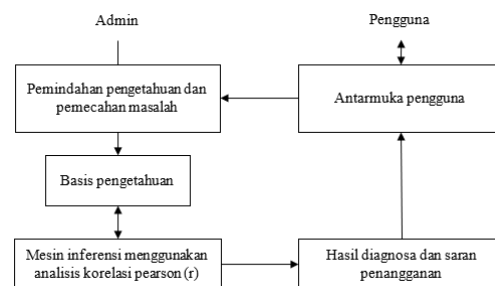 Admin
Pengguna
Pemindahan pengetahuan dan
pemecahan masalah
Antarmuka pengguna
Basis pengetahuan
Mesin inferensi menggunakan
analisis korelasi pearson (r)
Hasil diagnosa dan saran
penangganan